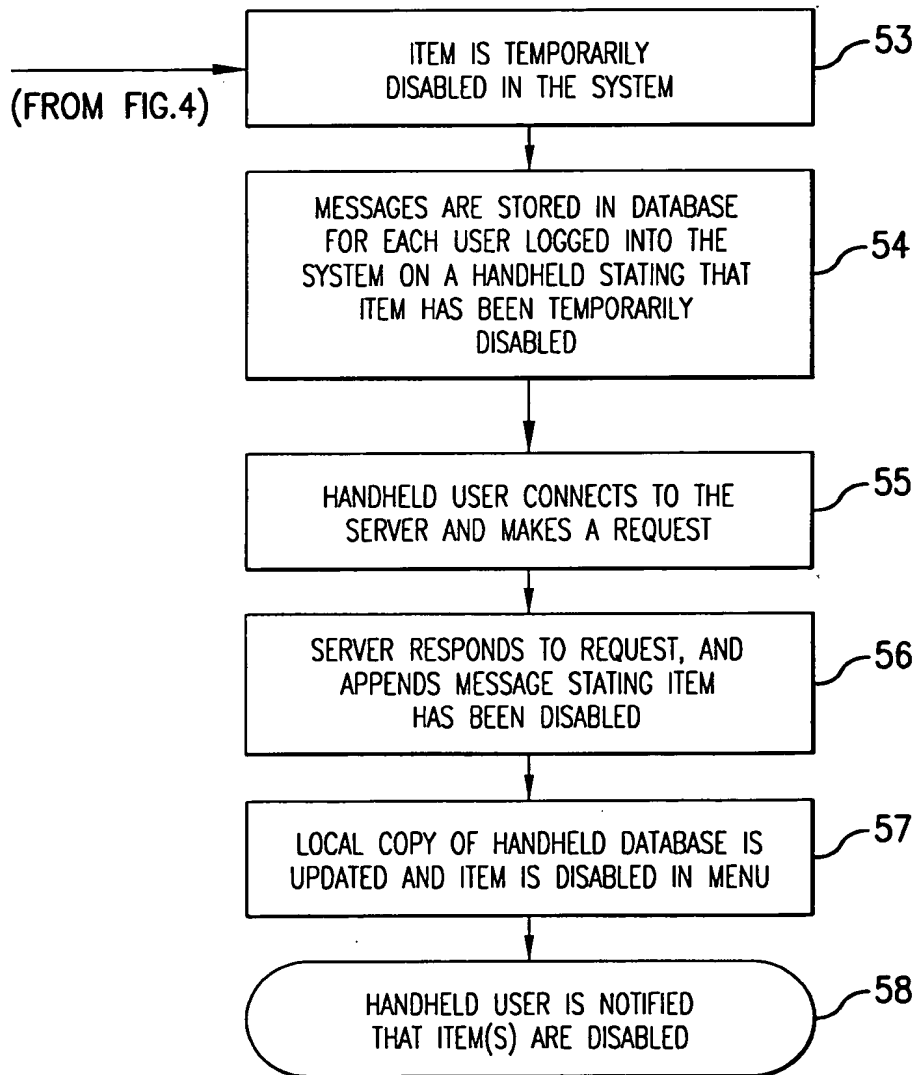 ITEM IS TEMPORARILY
DISABLED IN THE SYSTEM
53
(FROM FIG.4)
MESSAGES ARE STORED IN DATABASE
FOR EACH USER LOGGED INTO THE
SYSTEM ON A HANDHELD STATING THAT
ITEM HAS BEEN TEMPORARILY
DISABLED
54
HANDHELD USER CONNECTS TO THE
SERVER AND MAKES A REQUEST
55
SERVER RESPONDS TO REQUEST, AND
APPENDS MESSAGE STATING ITEM
HAS BEEN DISABLED
56
LOCAL COPY OF HANDHELD DATABASE IS
UPDATED AND ITEM IS DISABLED IN MENU
57
HANDHELD USER IS NOTIFIED
THAT ITEM(S) ARE DISABLED
58